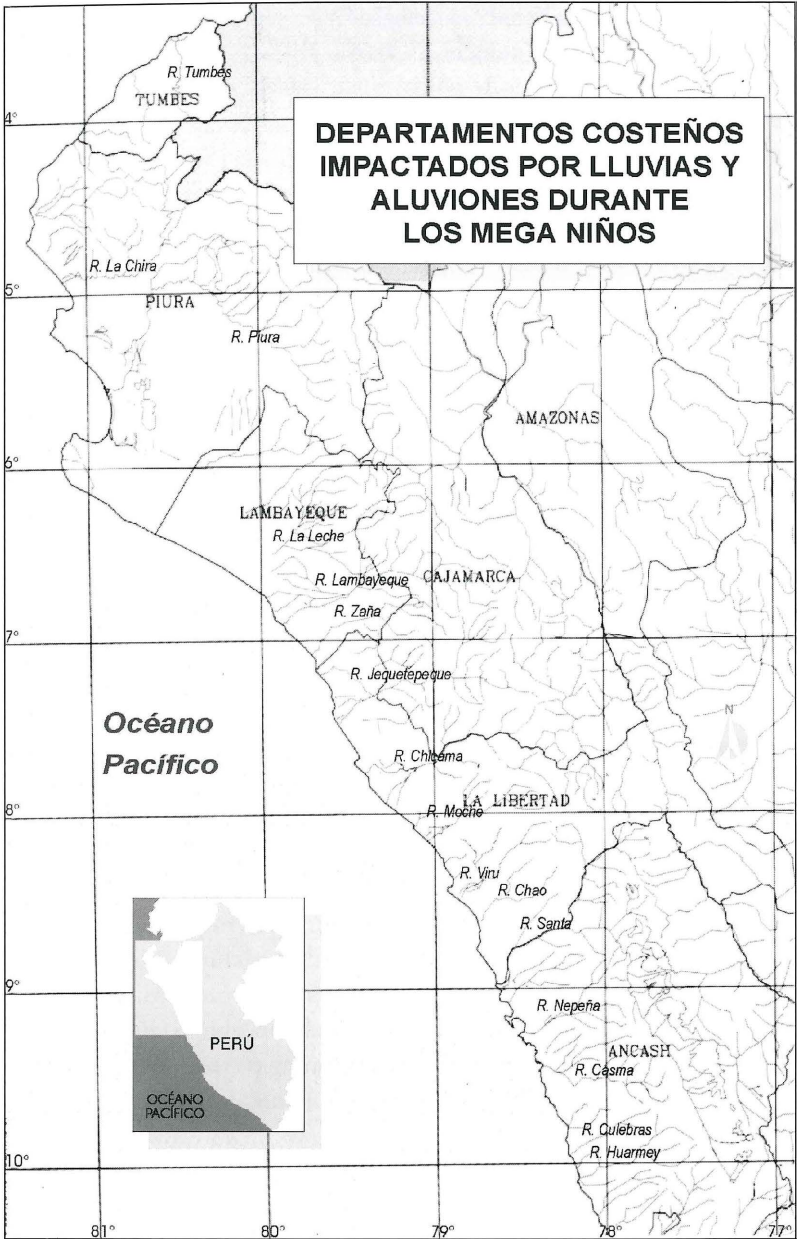 R. Tumbes
TUMBES
4°
DEPARTAMENTOS COSTEÑOS
IMPACTADOS POR LLUVIAS Y
ALUVIONES DURANTE
LOS MEGA NIÑOS
R. La Chira
5°
PIURA
R. Piura
AMAZONAS
6°
LAMBAYEQUE
R. La Leche
R. Lambayeque
CAJAMARCA
R. Zaña
7°
R. Jequetepeque
Océano
Pacífico
N
R. Chicama
LA LIBERTAD
R. Moche
8°
R. Viru
R. Chao
R. Santa
9°
R. Nepeña
PERÚ
ANCASH
R. Casma
OCÉANO
PACÍFICO
R. Culebras
R. Huarmey
10°
81°
80°
79°
78°
77°